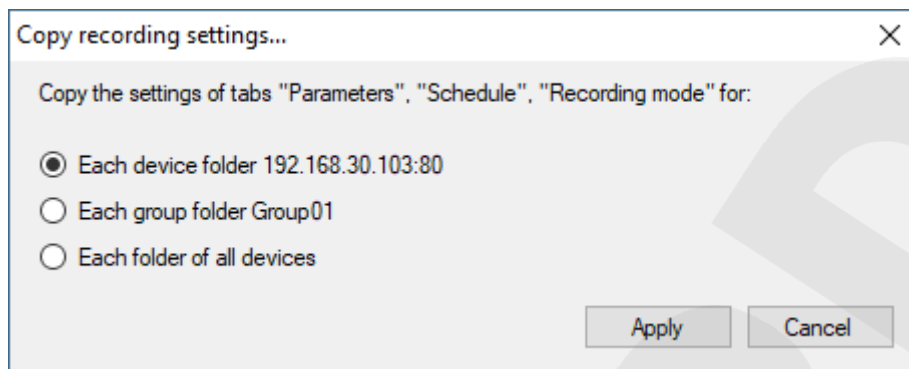 Copy recording settings...
Copy the settings of tabs "Parameters", "Schedule", "Recording mode" for:
Each device folder 192.168.30.103:80
Each group folder Group01
Each folder of all devices
Apply Cancel